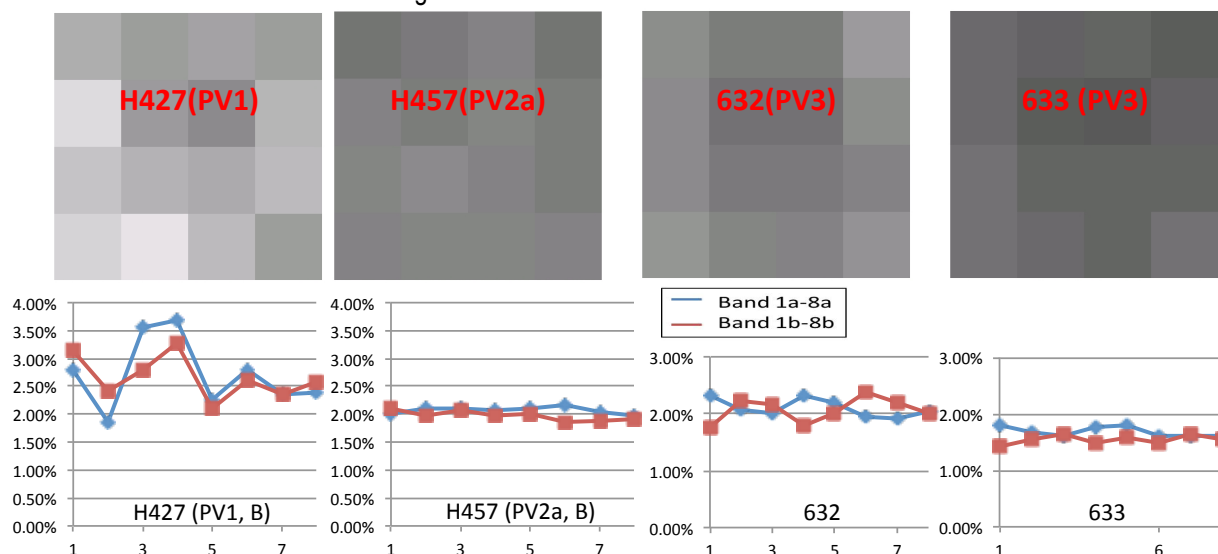 g
H427(PV1)
H457(PV2a)
632(PV3)
633 (PV3)
4.00%
3.50%
3.00%
2.50%
2.00%
1.50%
1.00%
0.50%
0.00%
1 3 5 7
H427 (PV1, B)
4.00%
3.50%
3.00%
2.50%
2.00%
1.50%
1.00%
0.50%
0.00%
1 3 5 7
H457 (PV2a, B)
Band 1a-8a
Band 1b-8b
3.00%
2.00%
1.00%
0.00%
1 3 5 7
632
3.00%
2.00%
1.00%
0.00%
1 6
633